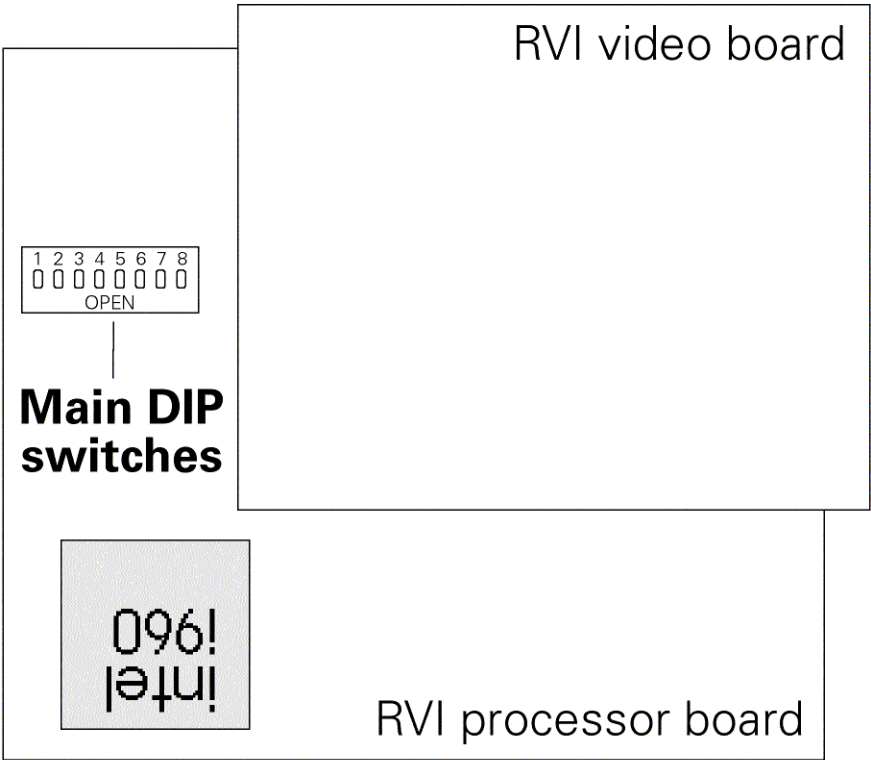 RVI video board
1 2 3 4 5 6 7 8
OPEN
Main DIP
switches
intel
i960
RVI processor board